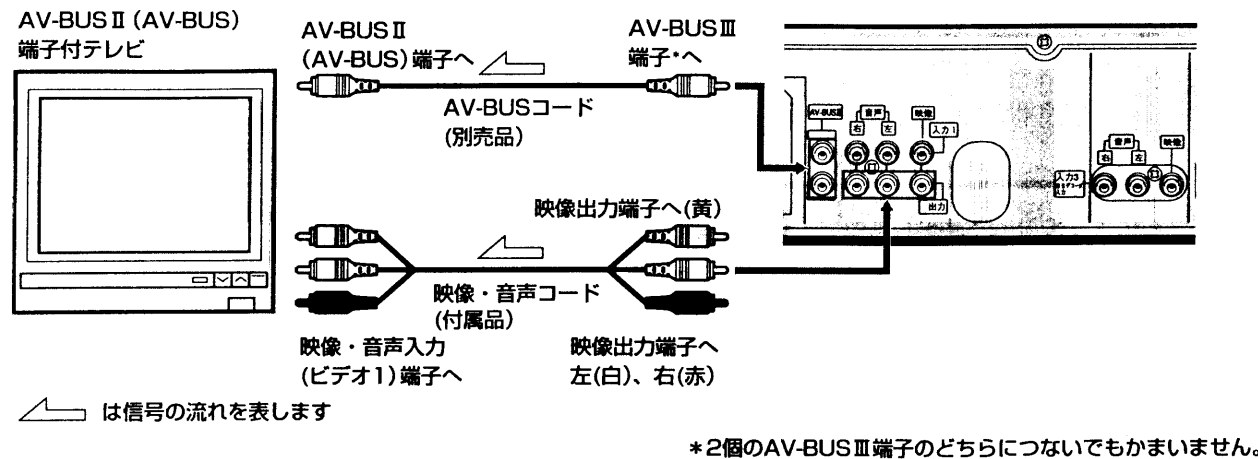 AV-BUSⅡ(AV-BUS)
端子付テレビ
AV-BUSⅡ
(AV-BUS)端子へ
AV-BUSⅢ
端子*へ
AV-BUSコード
(別売品)
映像出力端子へ(黄)
映像・音声コード
(付属品)
映像・音声入力
(ビデオ1)端子へ
映像出力端子へ
左(白)、右(赤)
AV-BUSⅢ
音声
右 左
映像
入力1
出力
音声
右 左
映像
入力3
入力
は信号の流れを表します
*2個のAV-BUSⅢ端子のどちらにつないでもかまいません。